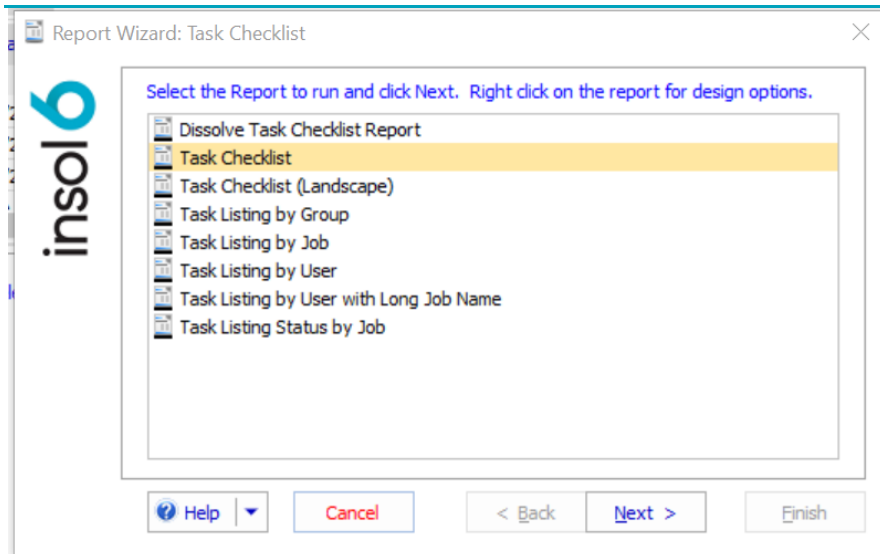 Report Wizard: Task Checklist
insol6
Select the Report to run and click Next. Right click on the report for design options.
Dissolve Task Checklist Report
Task Checklist
Task Checklist (Landscape)
Task Listing by Group
Task Listing by Job
Task Listing by User
Task Listing by User with Long Job Name
Task Listing Status by Job
Help
Cancel
< Back
Next >
Finish